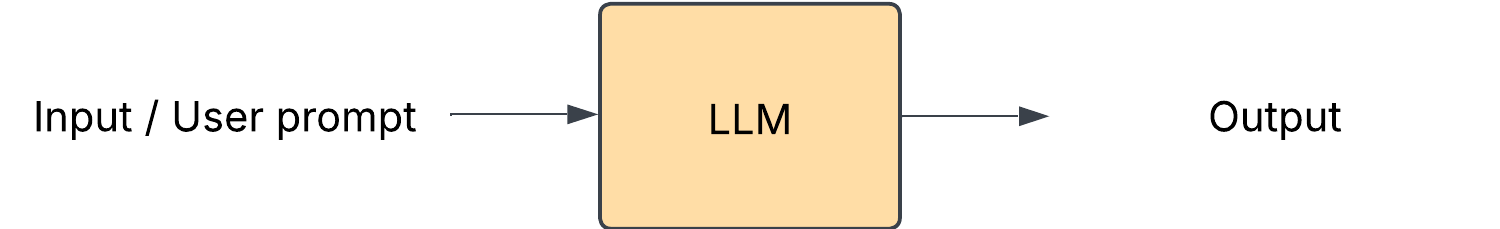 Input / User prompt
LLM
Output